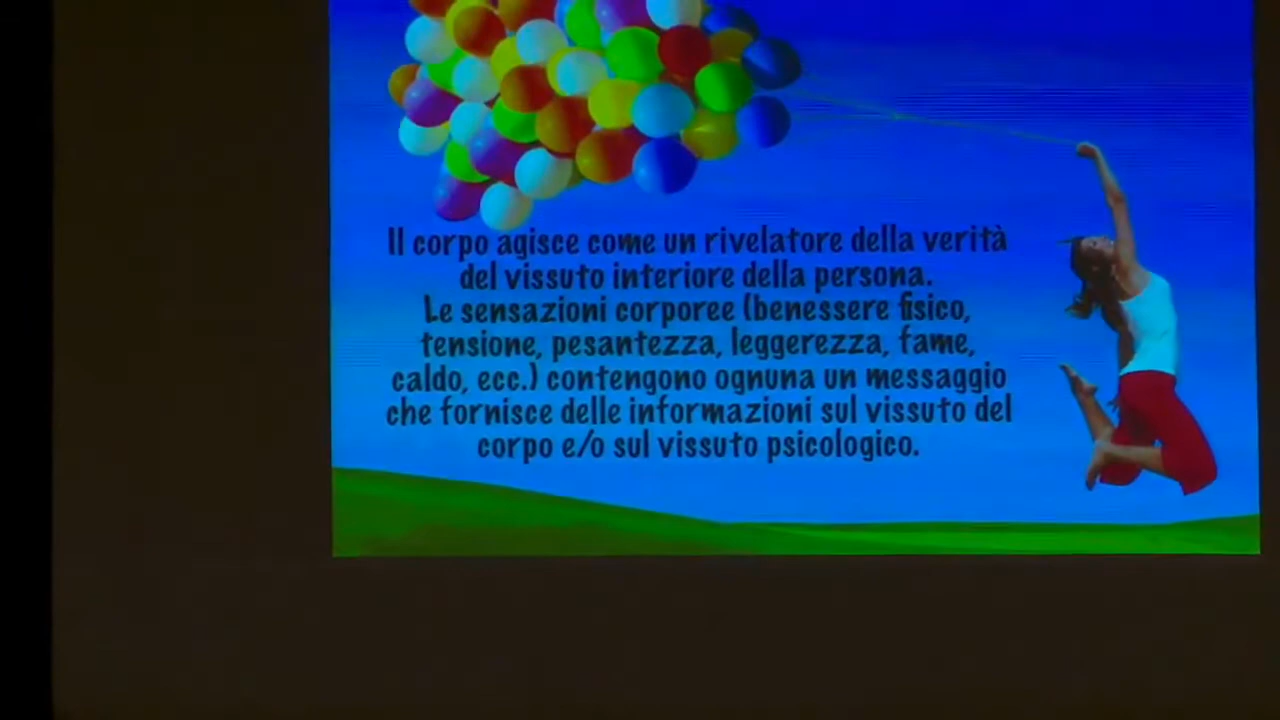 Il corpo agisce come un rivelatore della verità
del vissuto interiore della persona.
Le sensazioni corporee (benessere fisico,
tensione, pesantezza, leggerezza, fame,
caldo, ecc.) contengono ognuna un messaggio
che fornisce delle informazioni sul vissuto del
corpo e/o sul vissuto psicologico.